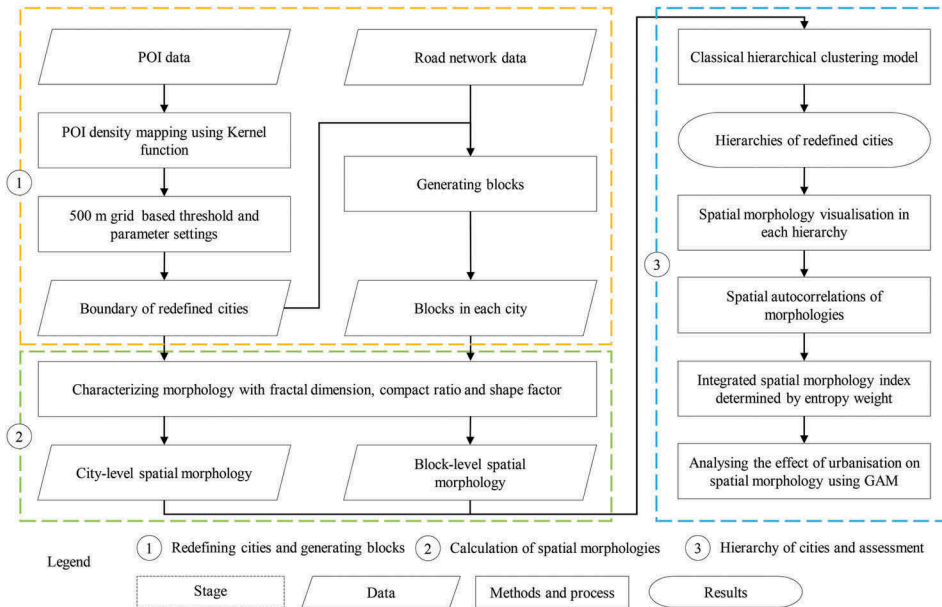 POI data
Road network data
POI density mapping using Kernel
function
Generating blocks
500 m grid based threshold and
parameter settings
Boundary of redefined cities
Blocks in each city
1
Characterizing morphology with fractal dimension, compact ratio and shape factor
City-level spatial morphology
Block-level spatial
morphology
2
Classical hierarchical clustering model
Hierarchies of redefined cities
Spatial morphology visualisation in
each hierarchy
Spatial autocorrelations of
morphologies
Integrated spatial morphology index
determined by entropy weight
Analysing the effect of urbanisation on
spatial morphology using GAM
3
Legend
1 Redefining cities and generating blocks
2 Calculation of spatial morphologies
3 Hierarchy of cities and assessment
Stage
Data
Methods and process
Results